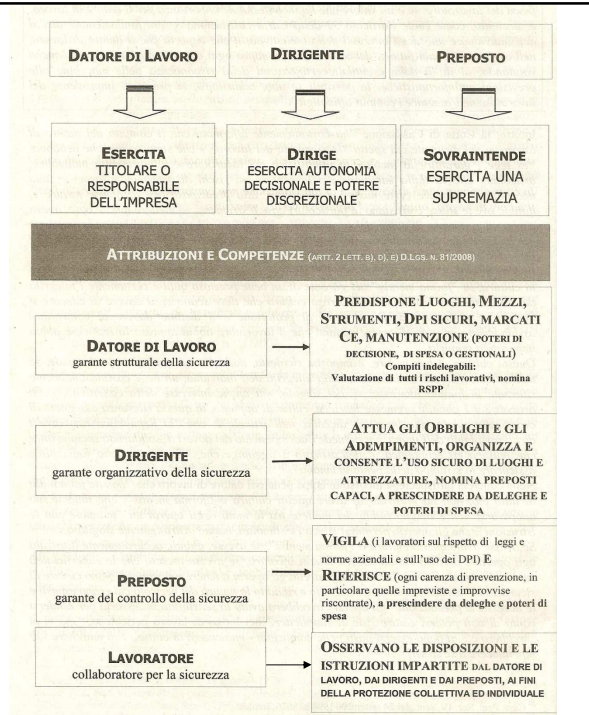 DATORE DI LAVORO
DIRIGENTE
PREPOSTO
ESERCITA
TITOLARE O
RESPONSABILE
DELL'IMPRESA
DIRIGE
ESERCITA AUTONOMIA
DECISIONALE E POTERE
DISCREZIONALE
SOVRAINTENDE
ESERCITA UNA
SUPREMAZIA
ATTRIBUZIONI E COMPETENZE (ARTT. 2 LETT. B), D), E) D.LGS. N. 81/2008)
DATORE DI LAVORO
garante strutturale della sicurezza
PREDISPONE LUOGHI, MEZZI,
STRUMENTI, DPI SICURI, MARCATI
CE, MANUTENZIONE (POTERI DI
DECISIONE, DI SPESA O GESTIONALI)
Compiti indelegabili:
Valutazione di tutti i rischi lavorativi, nomina
RSPP
DIRIGENTE
garante organizzativo della sicurezza
ATTUA GLI OBBLIGHI E GLI
ADEMPIMENTI, ORGANIZZA E
CONSENTE L'USO SICURO DI LUOGHI E
ATTREZZATURE, NOMINA PREPOSTI
CAPACI, A PRESCINDERE DA DELEGHE E
POTERI DI SPESA
PREPOSTO
garante del controllo della sicurezza
VIGILA (i lavoratori sul rispetto di leggi e
norme aziendali e sull'uso dei DPI) E
RIFERISCE (ogni carenza di prevenzione, in
particolare quelle impreviste e improvvise
riscontrate), a prescindere da deleghe e poteri di
spesa
LAVORATORE
collaboratore per la sicurezza
OSSERVANO LE DISPOSIZIONI E LE
ISTRUZIONI IMPARTITE DAL DATORE DI
LAVORO, DAI DIRIGENTI E DAI PREPOSTI, AI FINI
DELLA PROTEZIONE COLLETTIVA ED INDIVIDUALE